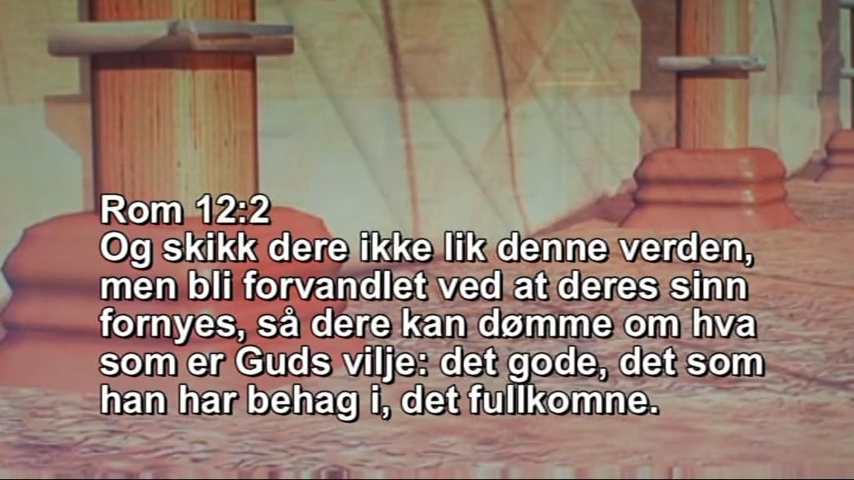 Rom 12:2
Og skikk dere ikke lik denne verden,
men bli forvandlet ved at deres sinn
fornyes, så dere kan dømme om hva
som er Guds vilje: det gode, det som
han har behag i, det fullkomne.